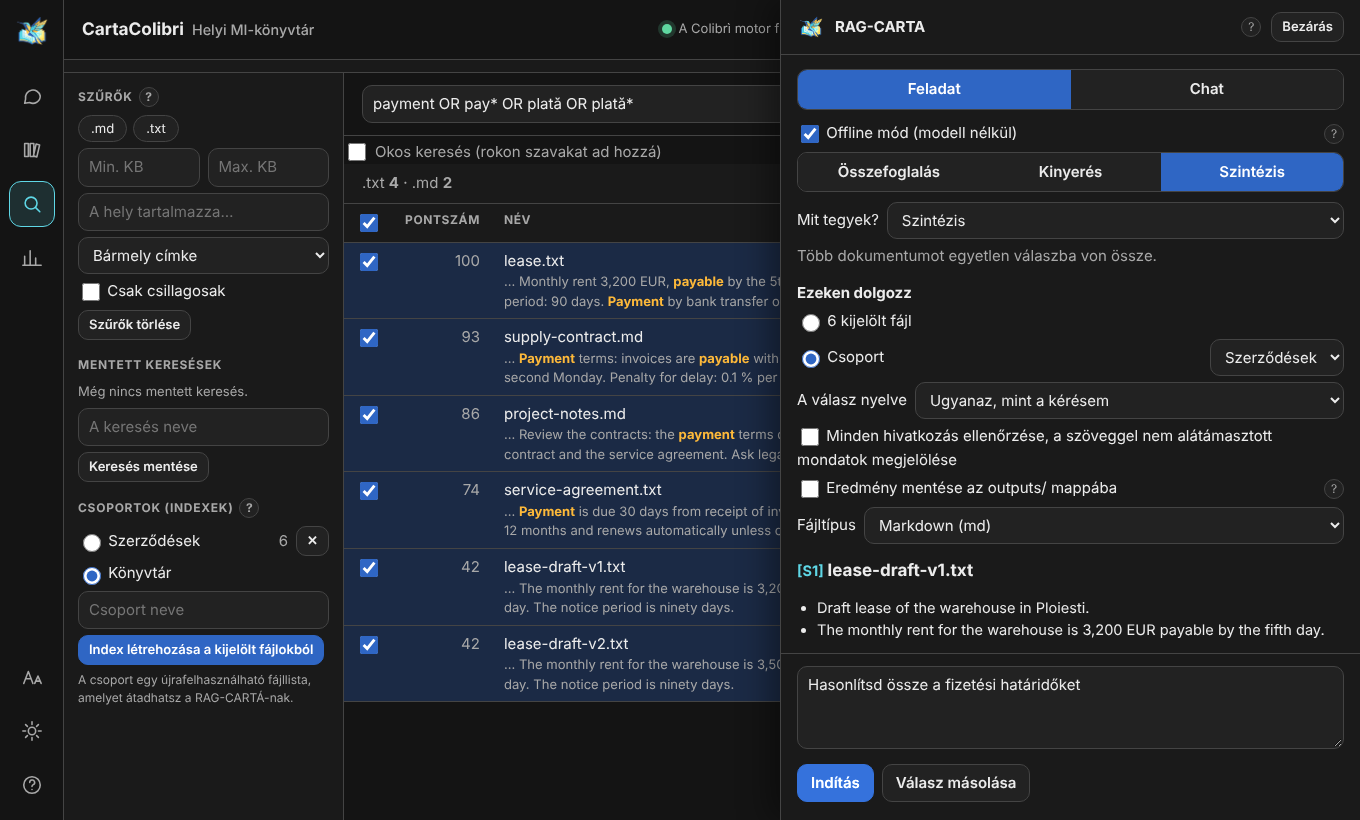 CartaColibri Helyi MI-könyvtár
A Colibrì motor f
SZŰRŐK ?
.md .txt
Min. KB Max. KB
A hely tartalmazza...
Bármely címke
Csak csillagosak
Szűrők törlése
MENTETT KERESÉSEK
Még nincs mentett keresés.
A keresés neve
Keresés mentése
CSOPORTOK (INDEXEK) ?
Szerződések 6 ×
Könyvtár
Csoport neve
Index létrehozása a kijelölt fájlokból
A csoport egy újrafelhasználható fájllista,
amelyet átadhatsz a RAG-CARTÁ-nak.
AA
?
payment OR pay* OR plată OR plată*
Okos keresés (rokon szavakat ad hozzá)
.txt 4 · .md 2
PONTSZÁM NÉV
100 lease.txt
... Monthly rent 3,200 EUR, payable by the 5t
period: 90 days. Payment by bank transfer o
93 supply-contract.md
... Payment terms: invoices are payable with
second Monday. Penalty for delay: 0.1 % per
86 project-notes.md
... Review the contracts: the payment terms o
contract and the service agreement. Ask lega
74 service-agreement.txt
... Payment is due 30 days from receipt of inv
12 months and renews automatically unless c
42 lease-draft-v1.txt
... The monthly rent for the warehouse is 3,20
day. The notice period is ninety days.
42 lease-draft-v2.txt
... The monthly rent for the warehouse is 3,50
day. The notice period is ninety days.
RAG-CARTA ? Bezárás
Feladat Chat
Offline mód (modell nélkül) ?
Összefoglalás Kinyerés Szintézis
Mit tegyek? Szintézis
Több dokumentumot egyetlen válaszba von össze.
Ezeken dolgozz
6 kijelölt fájl
Csoport Szerződések
A válasz nyelve Ugyanaz, mint a kérésem
Minden hivatkozás ellenőrzése, a szöveggel nem alátámasztott
mondatok megjelölése
Eredmény mentése az outputs/ mappába ?
Fájltípus Markdown (md)
[S1] lease-draft-v1.txt
• Draft lease of the warehouse in Ploiesti.
• The monthly rent for the warehouse is 3,200 EUR payable by the fifth day.
Hasonlítsd össze a fizetési határidőket
Indítás Válasz másolása